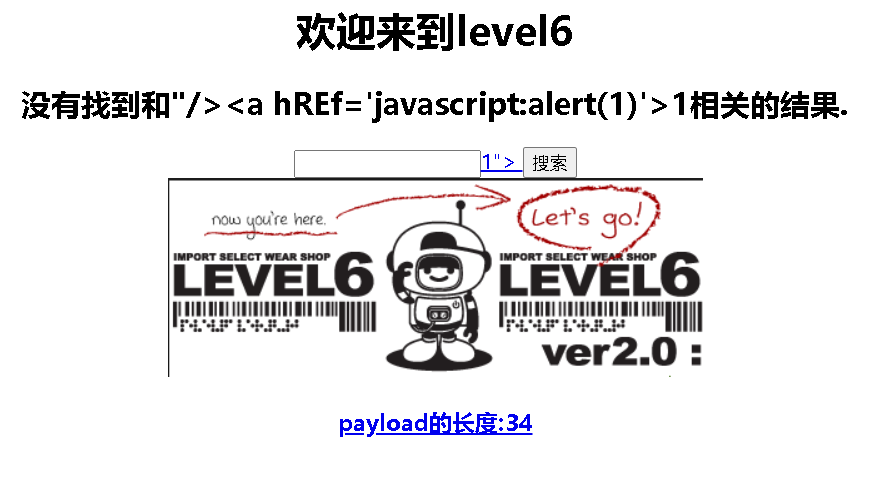 欢迎来到level6
没有找到和"/><a hREf='javascript:alert(1)'>1相关的结果.
1"> 搜索
now you're here. Let's go!
IMPORT SELECT WEAR SHOP IMPORT SELECT WEAR SHOP
LEVEL6 LEVEL6
ver2.0 :
payload的长度:34